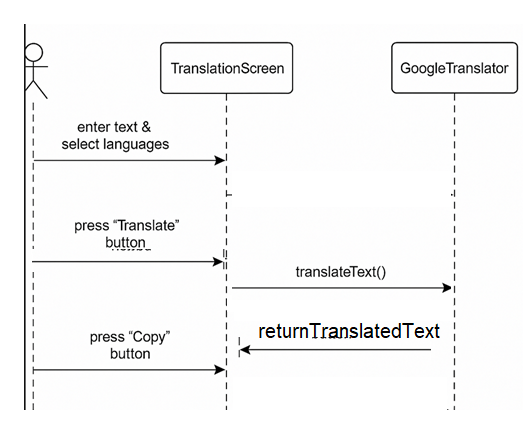 TranslationScreen
GoogleTranslator
enter text &
select languages
press “Translate”
button
translateText()
returnTranslatedText
press “Copy”
button